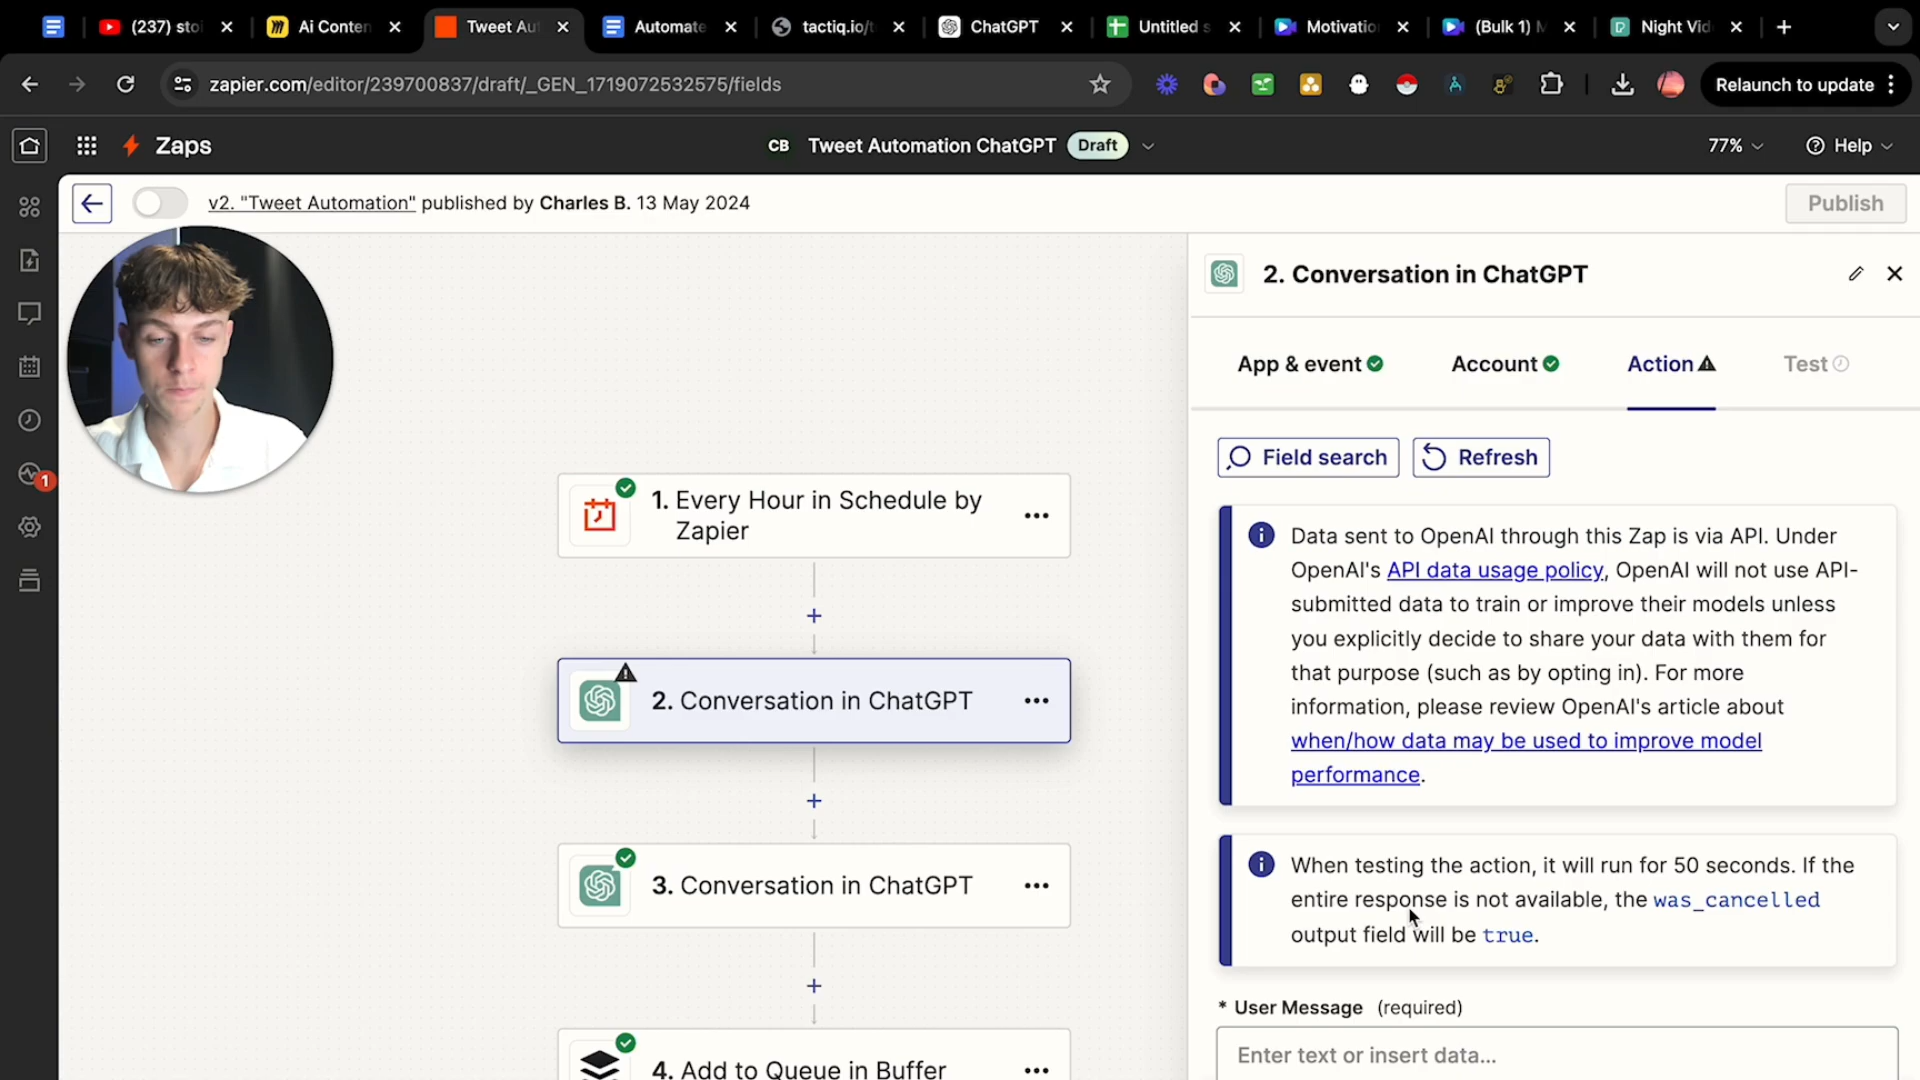 (237) stoi
Ai Conten
Tweet Aut
Automate
tactiq.io/t
ChatGPT
Untitled s
Motivatio
(Bulk 1) M
Night Vid
zapier.com/editor/239700837/draft/_GEN_1719072532575/fields
Relaunch to update
Zaps
CB
Tweet Automation ChatGPT
Draft
77%
Help
v2. "Tweet Automation" published by Charles B. 13 May 2024
Publish
1
1. Every Hour in Schedule by
Zapier
2. Conversation in ChatGPT
3. Conversation in ChatGPT
4. Add to Queue in Buffer
2. Conversation in ChatGPT
App & event
Account
Action
Test
Field search
Refresh
Data sent to OpenAI through this Zap is via API. Under
OpenAI's API data usage policy, OpenAI will not use API-
submitted data to train or improve their models unless
you explicitly decide to share your data with them for
that purpose (such as by opting in). For more
information, please review OpenAI's article about
when/how data may be used to improve model
performance.
When testing the action, it will run for 50 seconds. If the
entire response is not available, the was_cancelled
output field will be true.
* User Message (required)
Enter text or insert data...